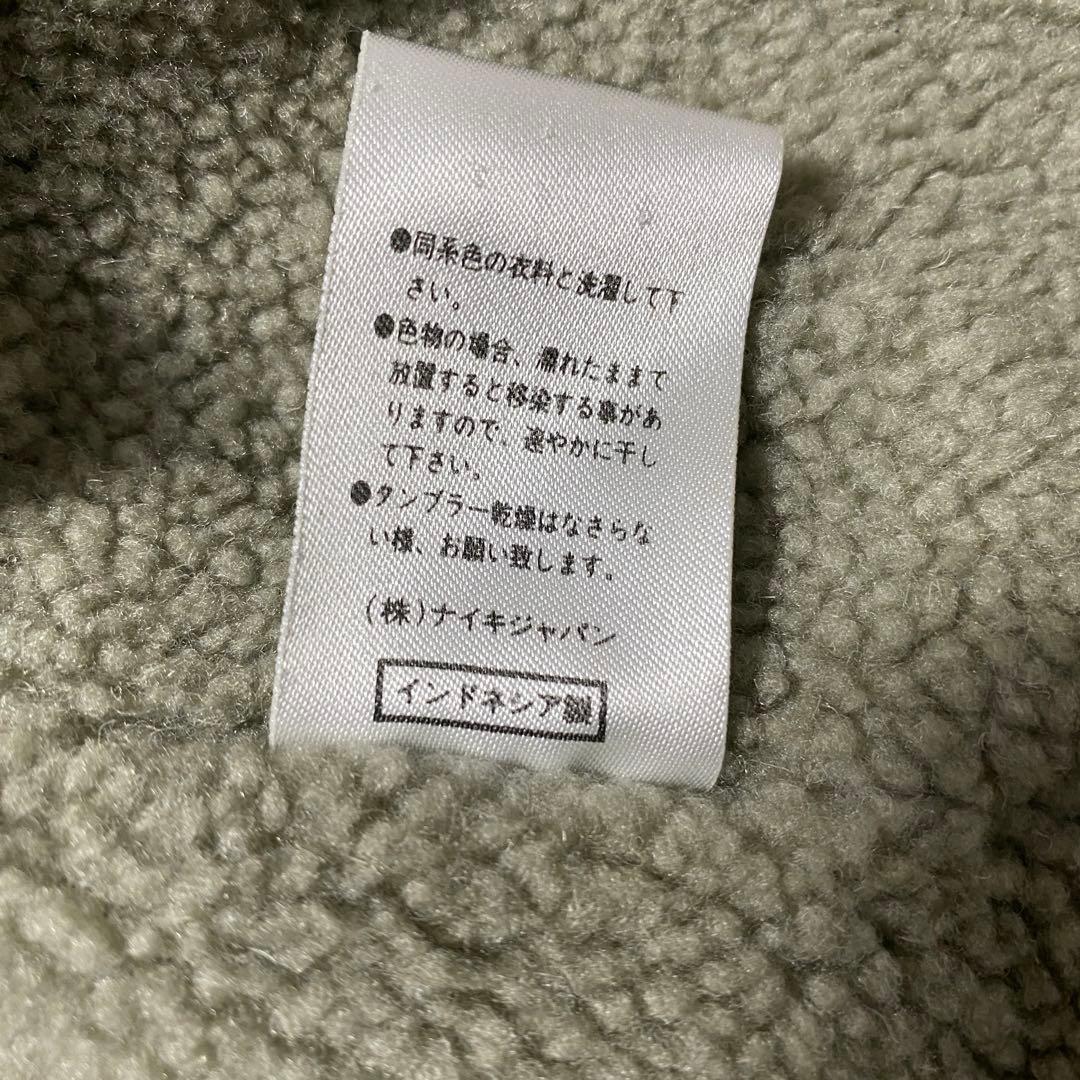 ●同系色の衣料と洗濯して下
さい。
●色物の場合、濡れたままで
放置すると移染する事があ
りますので、速やかに干し
て下さい。
●タンブラー乾燥はなさらな
い様、お願い致します。
(株)ナイキジャパン
インドネシア製